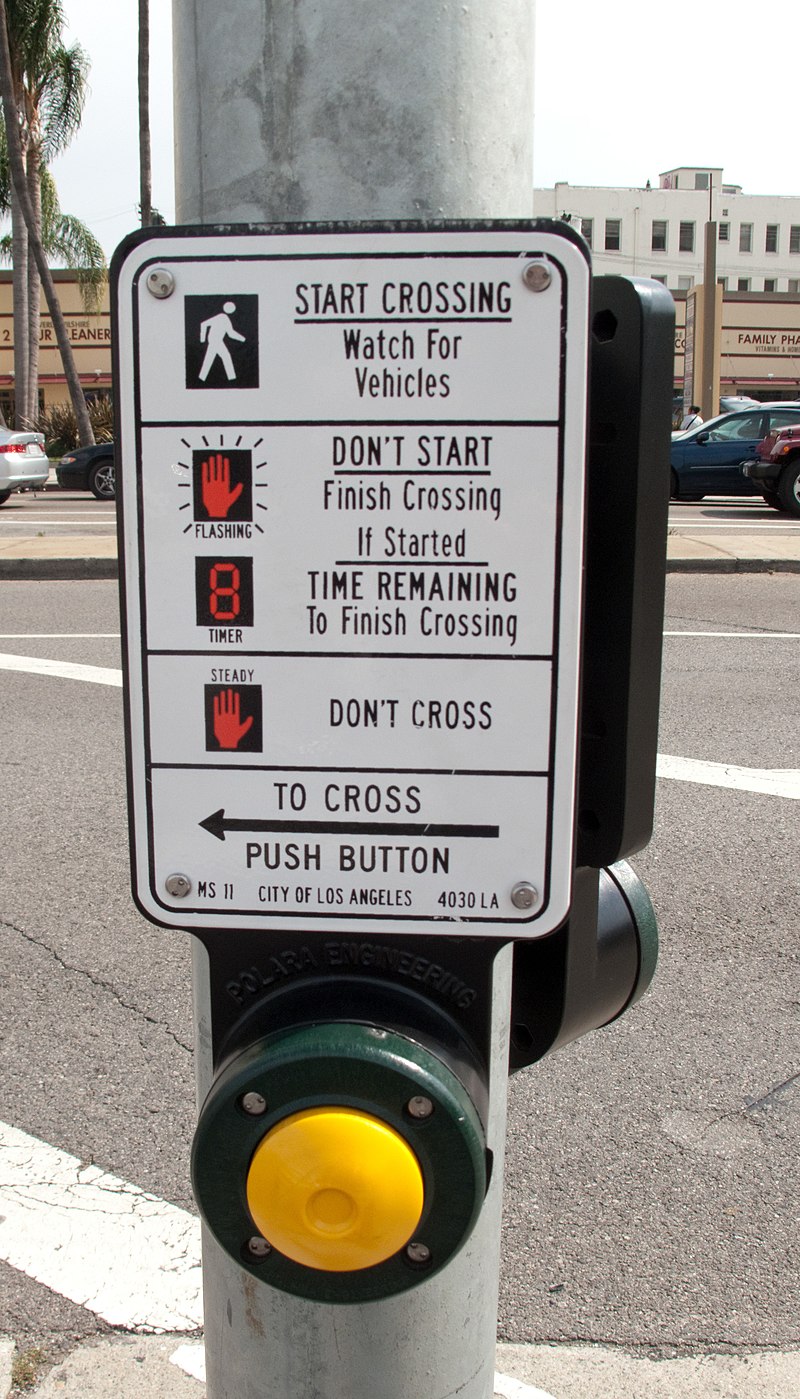 START CROSSING
Watch For
Vehicles
DON'T START
Finish Crossing
If Started
FLASHING
8
TIME REMAINING
To Finish Crossing
TIMER
STEADY
DON'T CROSS
TO CROSS
PUSH BUTTON
MS 11 CITY OF LOS ANGELES 4030 LA
POLARA ENGINEERING
FAMILY
VITAMINS &